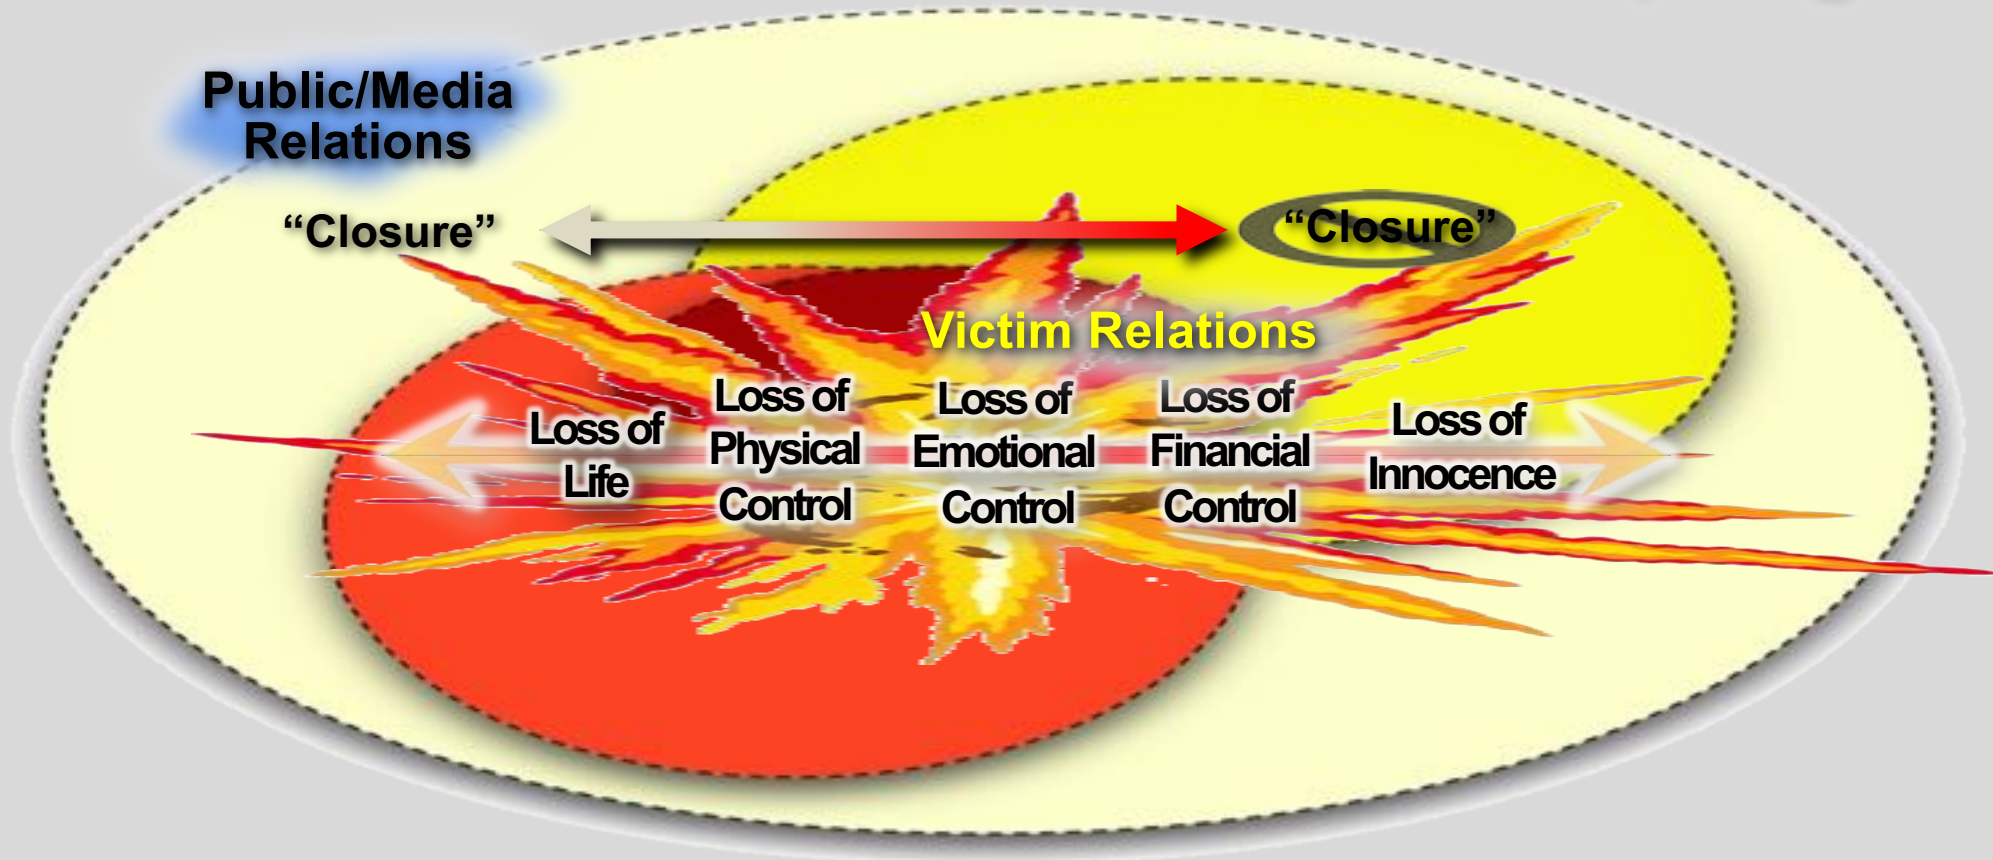 Public/Media
Relations
“Closure”
“Closure”
Victim Relations
Loss of
Life
Loss of
Physical
Control
Loss of
Emotional
Control
Loss of
Financial
Control
Loss of
Innocence